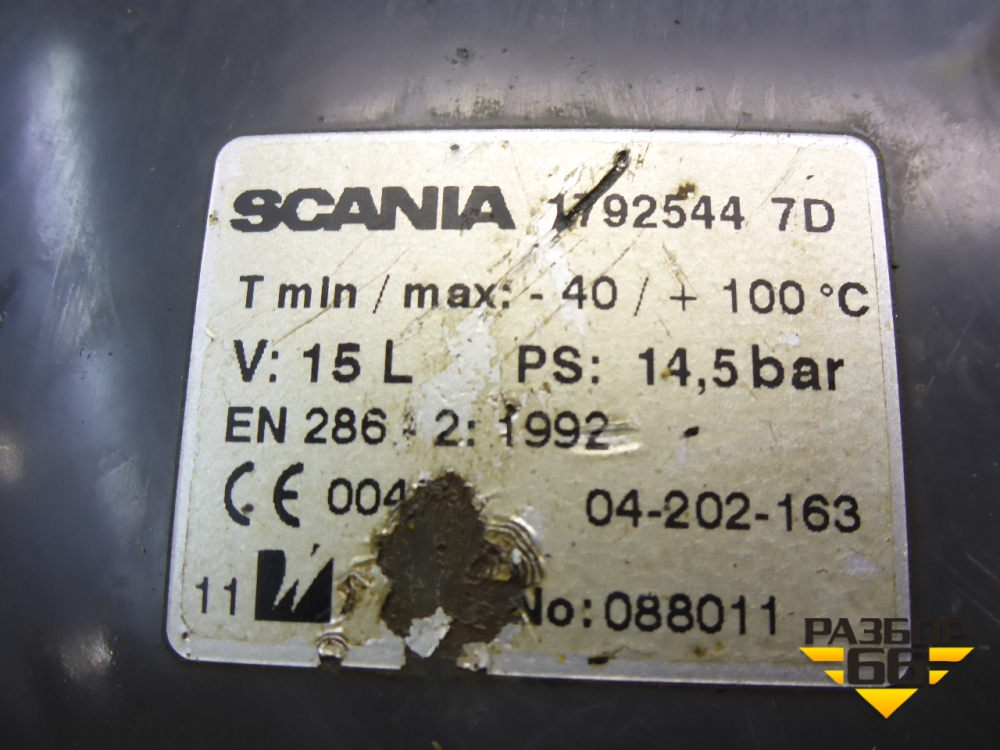 SCANIA 1792544 7D
T min / max: - 40 / + 100 °C
V: 15 L PS: 14,5 bar
EN 286 - 2: 1992
CE 04-202-163
11 No: 088011
РАЗБОР
66